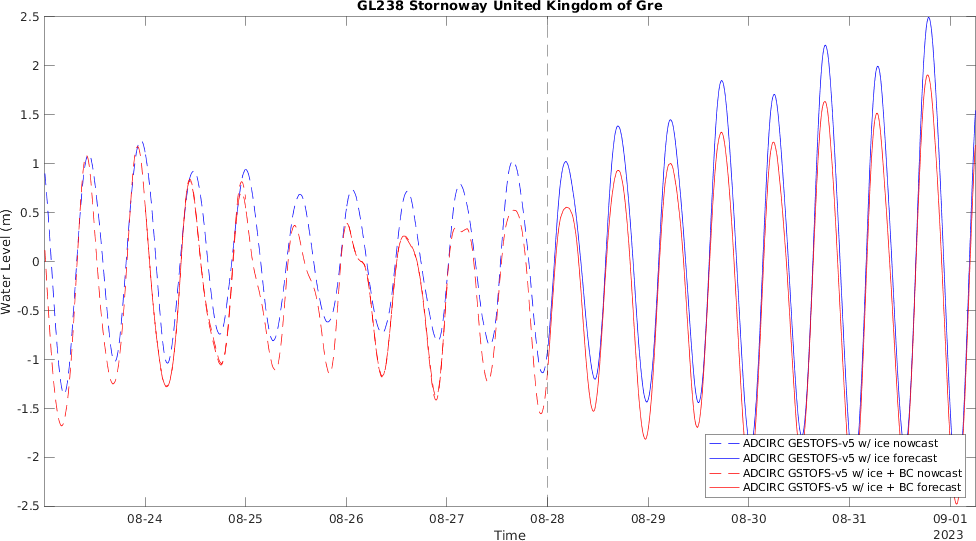 GL238 Stornoway United Kingdom of Gre
2.5
2
1.5
1
0.5
0
-0.5
-1
-1.5
-2
-2.5
Water Level (m)
ADCIRC GESTOFS-v5 w/ ice nowcast
ADCIRC GESTOFS-v5 w/ ice forecast
ADCIRC GSTOFS-v5 w/ ice + BC nowcast
ADCIRC GSTOFS-v5 w/ ice + BC forecast
08-24 08-25 08-26 08-27 08-28 08-29 08-30 08-31 09-01
2023
Time